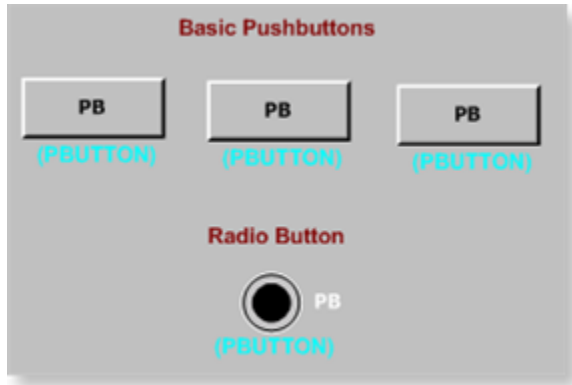 Basic Pushbuttons
PB PB PB
(PBUTTON) (PBUTTON) (PBUTTON)
Radio Button
PB
(PBUTTON)